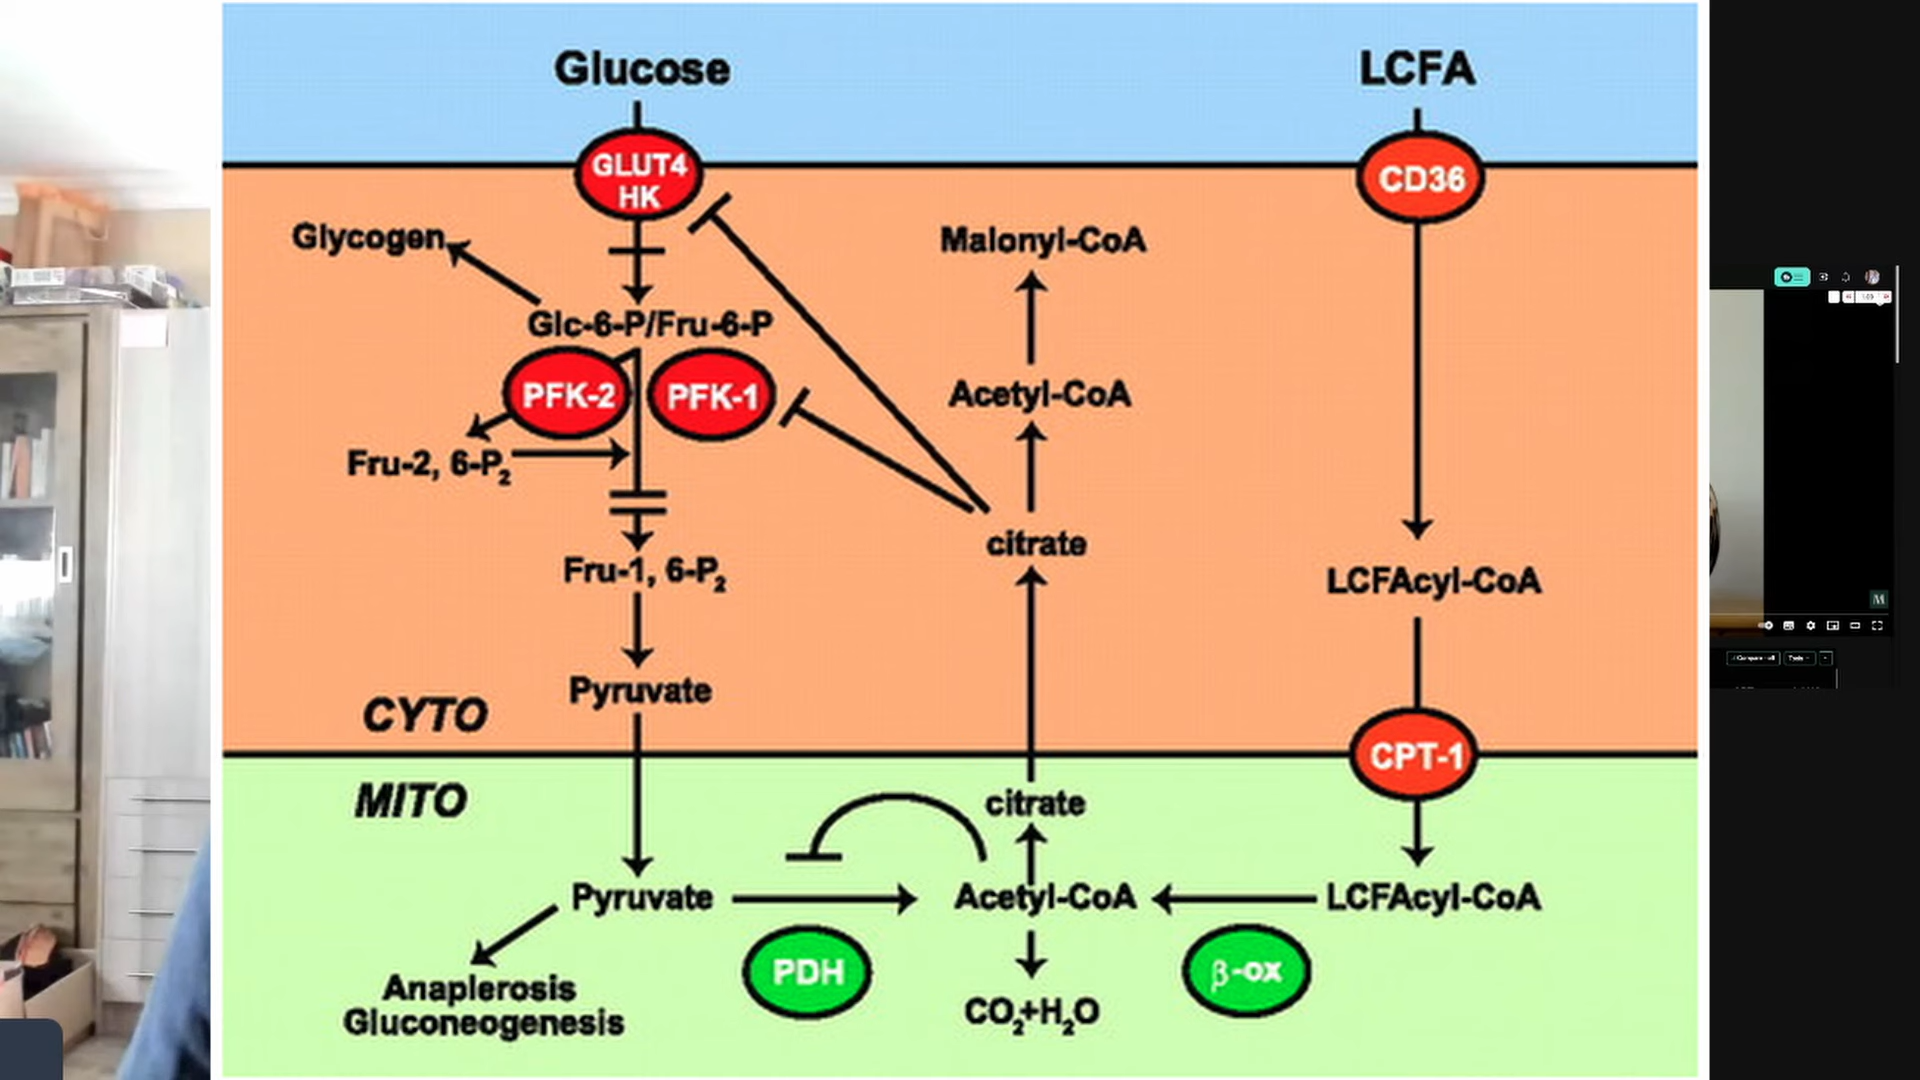 Glucose
LCFA
GLUT4
HK
CD36
Glycogen
Malonyl-CoA
Glc-6-P/Fru-6-P
PFK-2
PFK-1
Acetyl-CoA
Fru-2, 6-P2
citrate
Fru-1, 6-P2
LCFAcyl-CoA
Pyruvate
CYTO
CPT-1
MITO
citrate
Pyruvate
Acetyl-CoA
LCFAcyl-CoA
PDH
β-ox
Anaplerosis
Gluconeogenesis
CO2+H2O
M